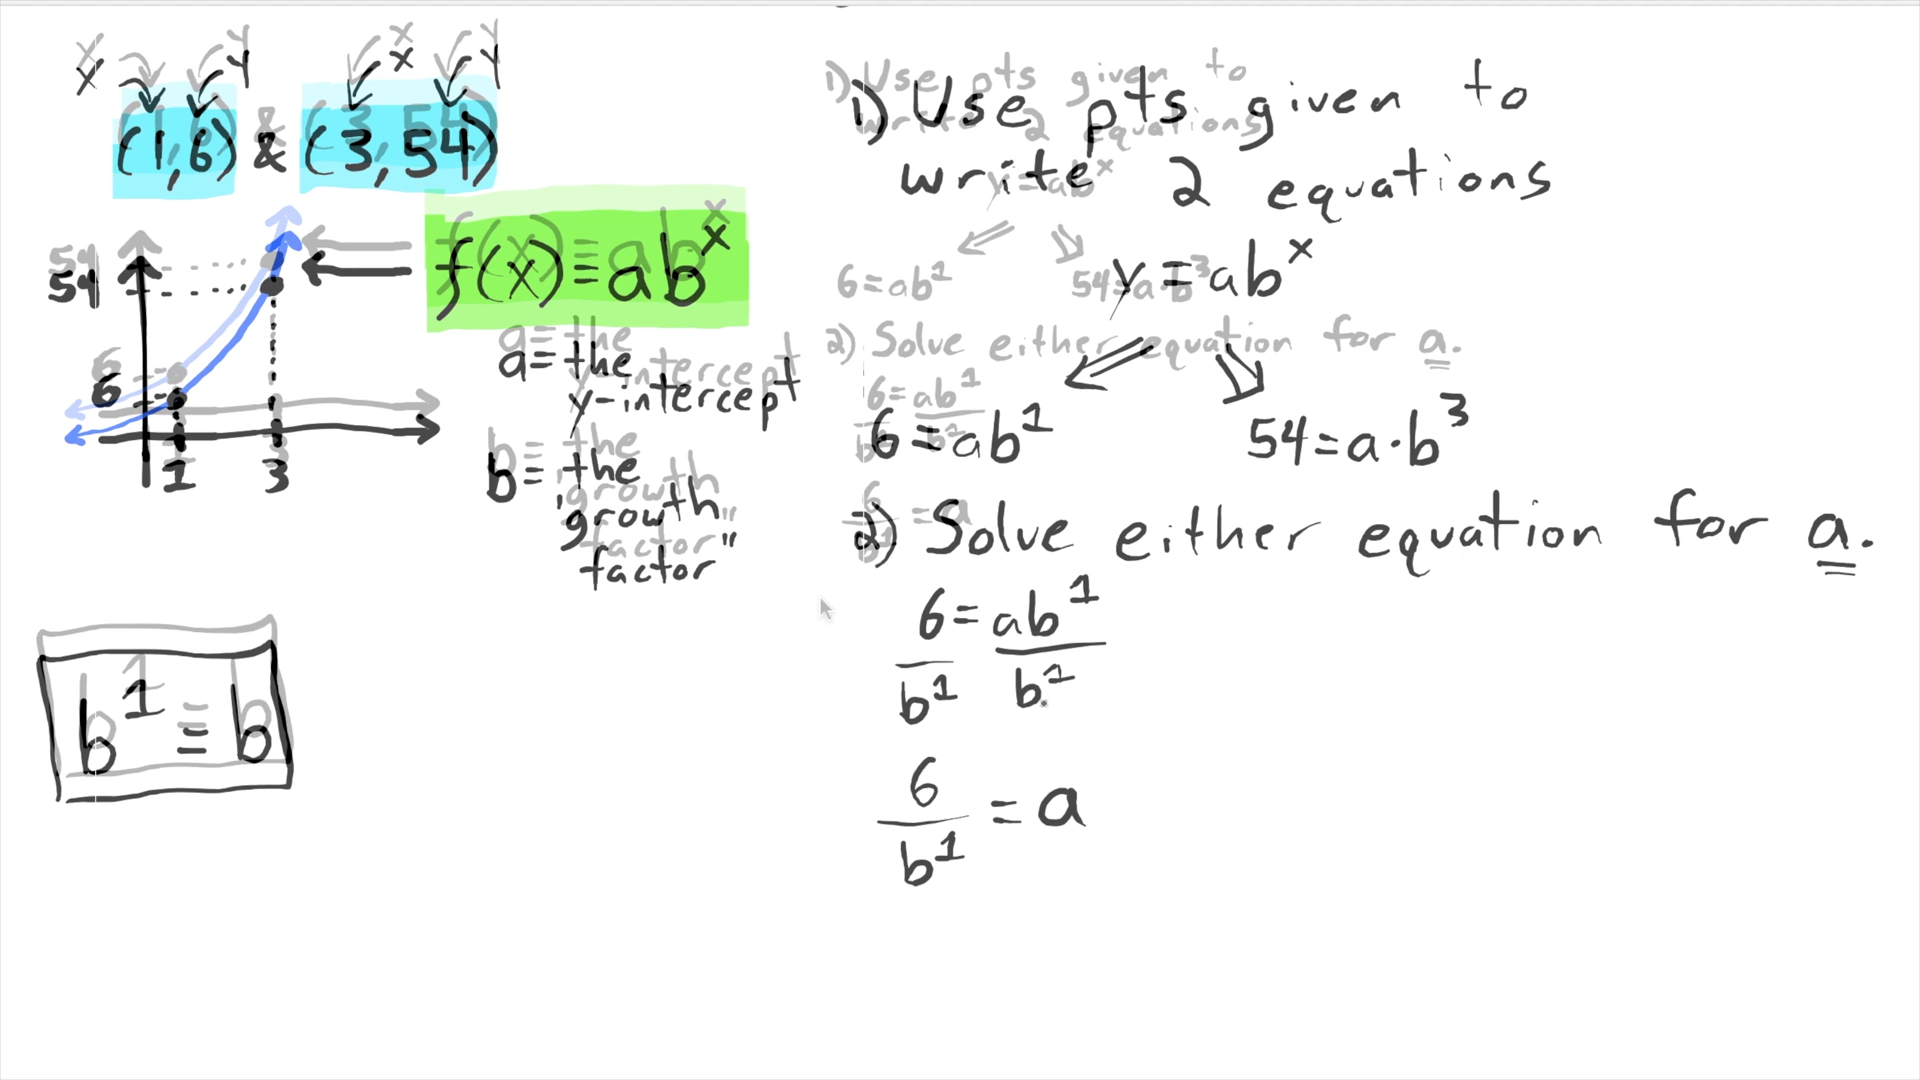 x y x y
(1,6) & (3,54)
54
6
1 3
f(x)=ab^x
a= the
y-intercept
b= the
"growth
factor"
b^1 = b
1) Use pts given to
write 2 equations
y=ab^x
6=ab^1 54=a·b^3
2) Solve either equation for a.
6=ab^1
b^1 b^1
6
= a
b^1